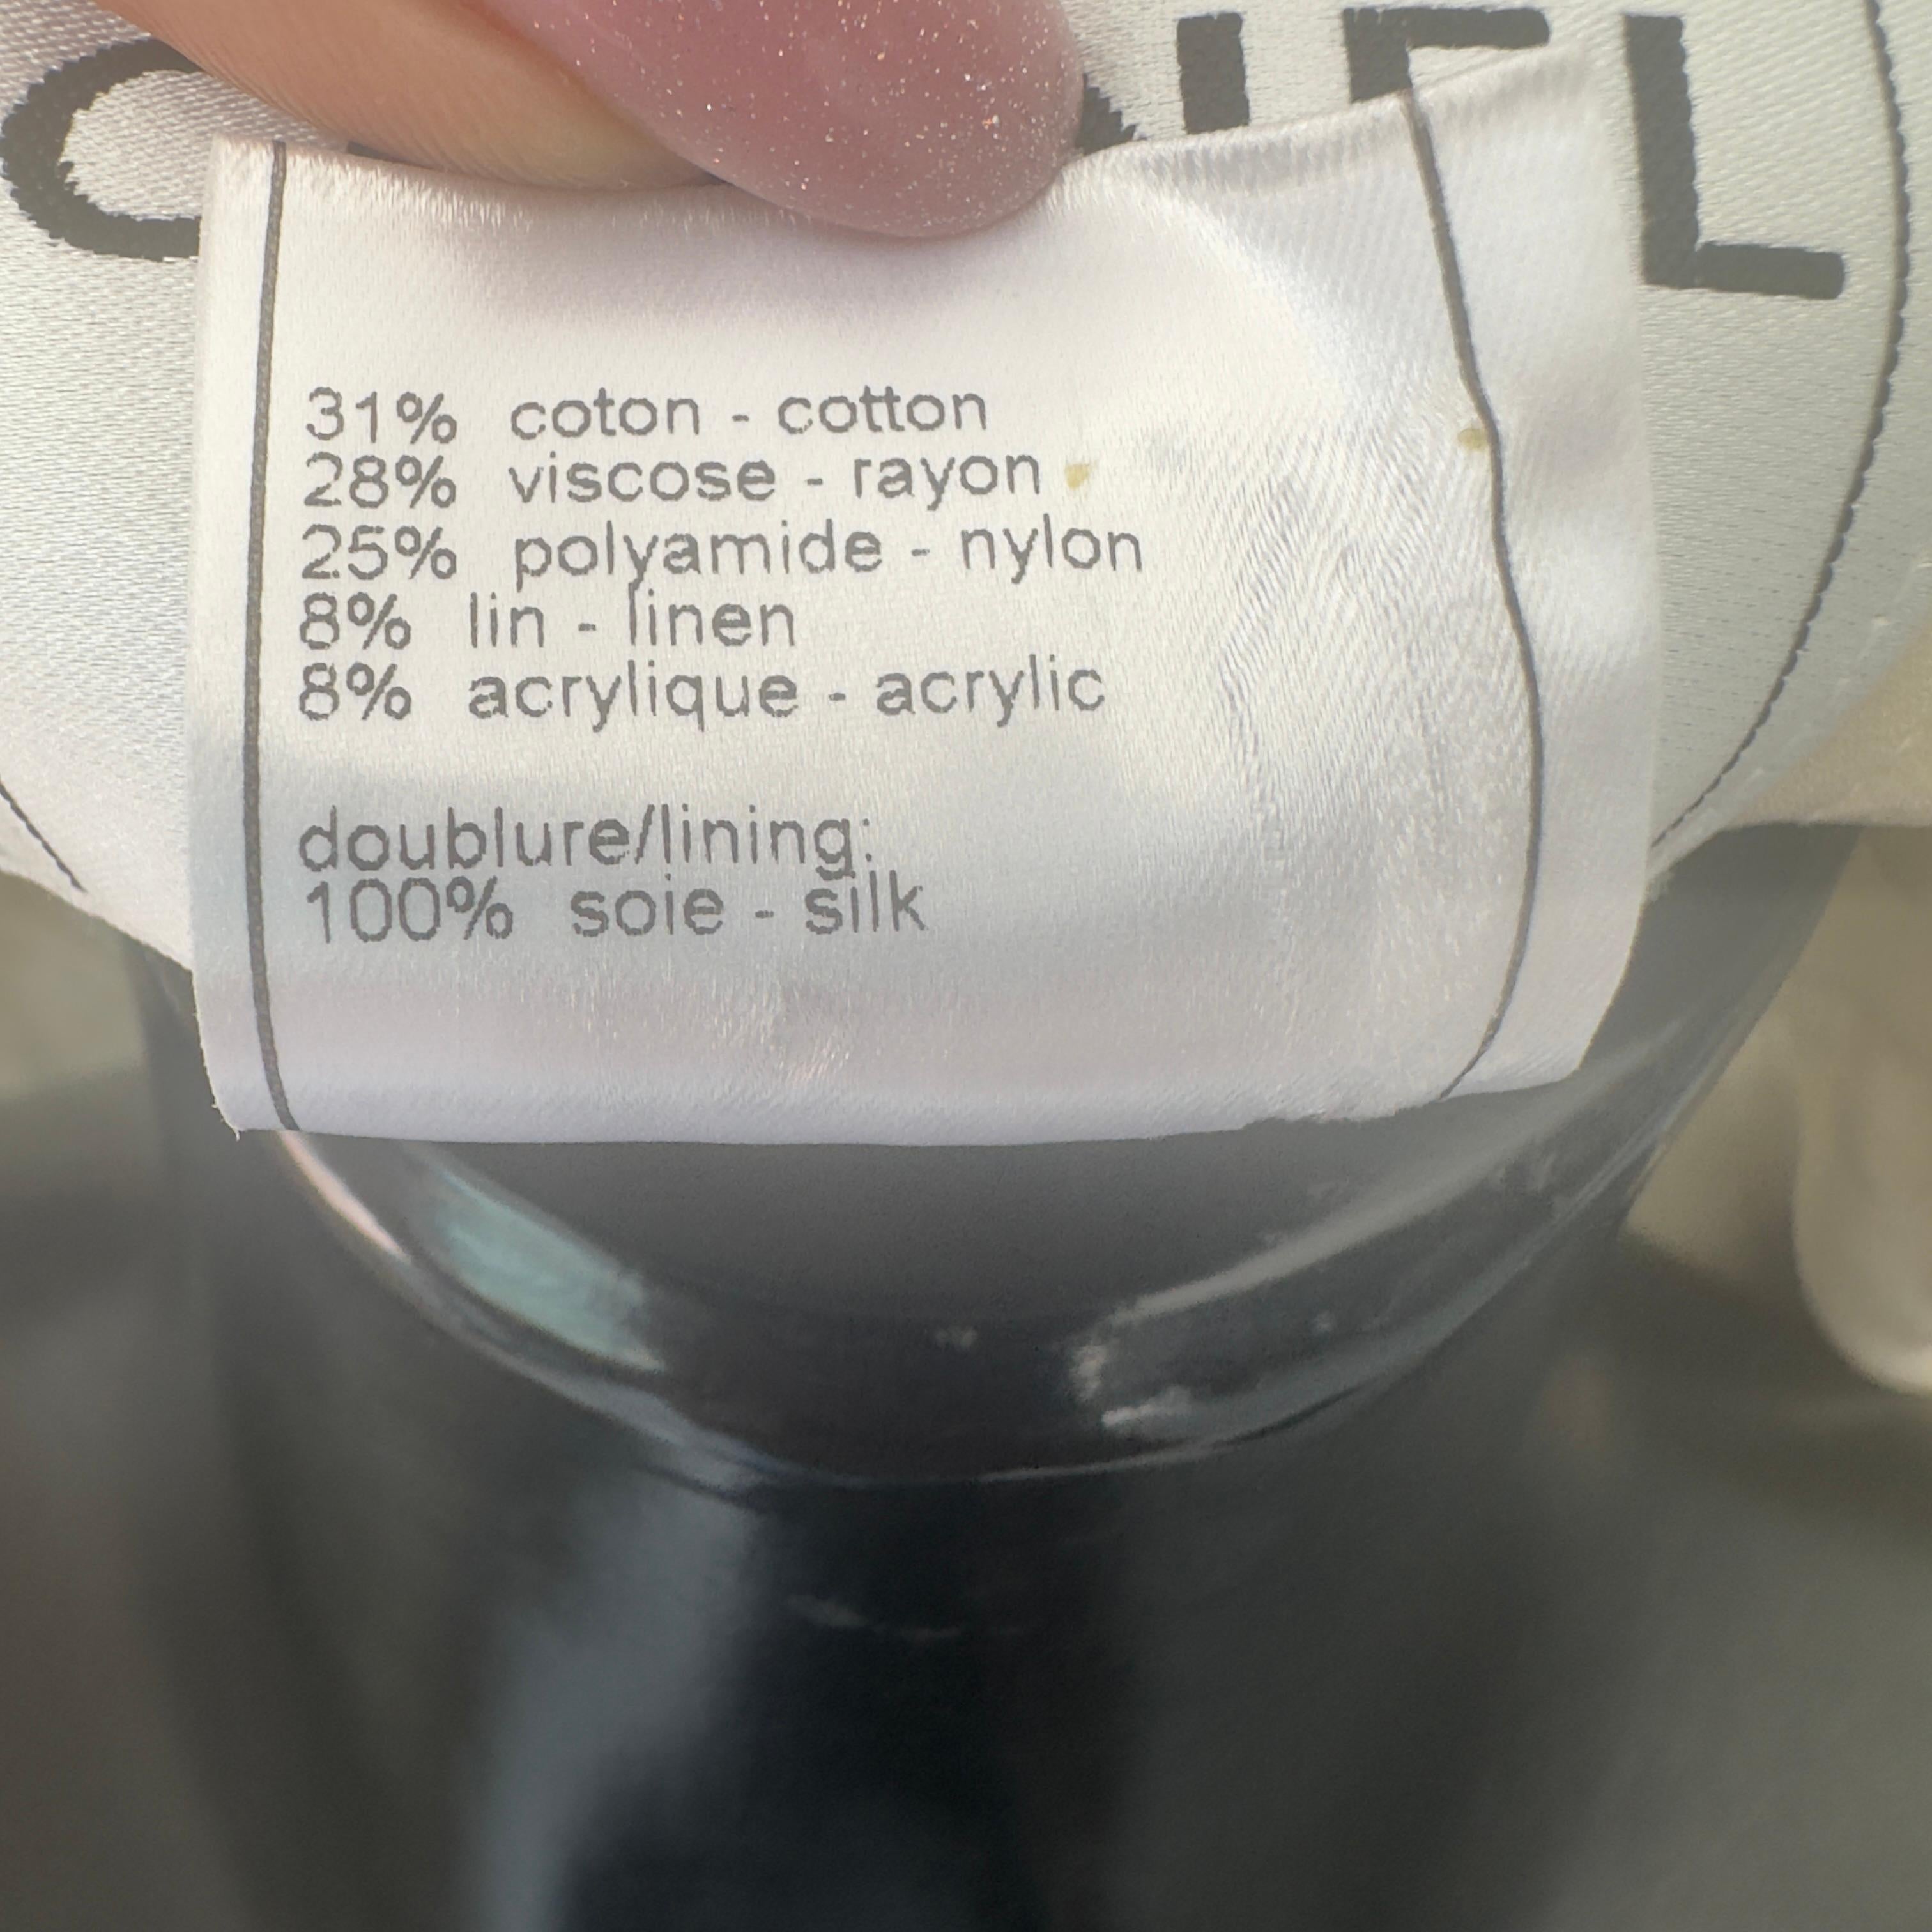 31% coton - cotton
28% viscose - rayon
25% polyamide - nylon
8% lin - linen
8% acrylique - acrylic
doublure/lining:
100% soie - silk